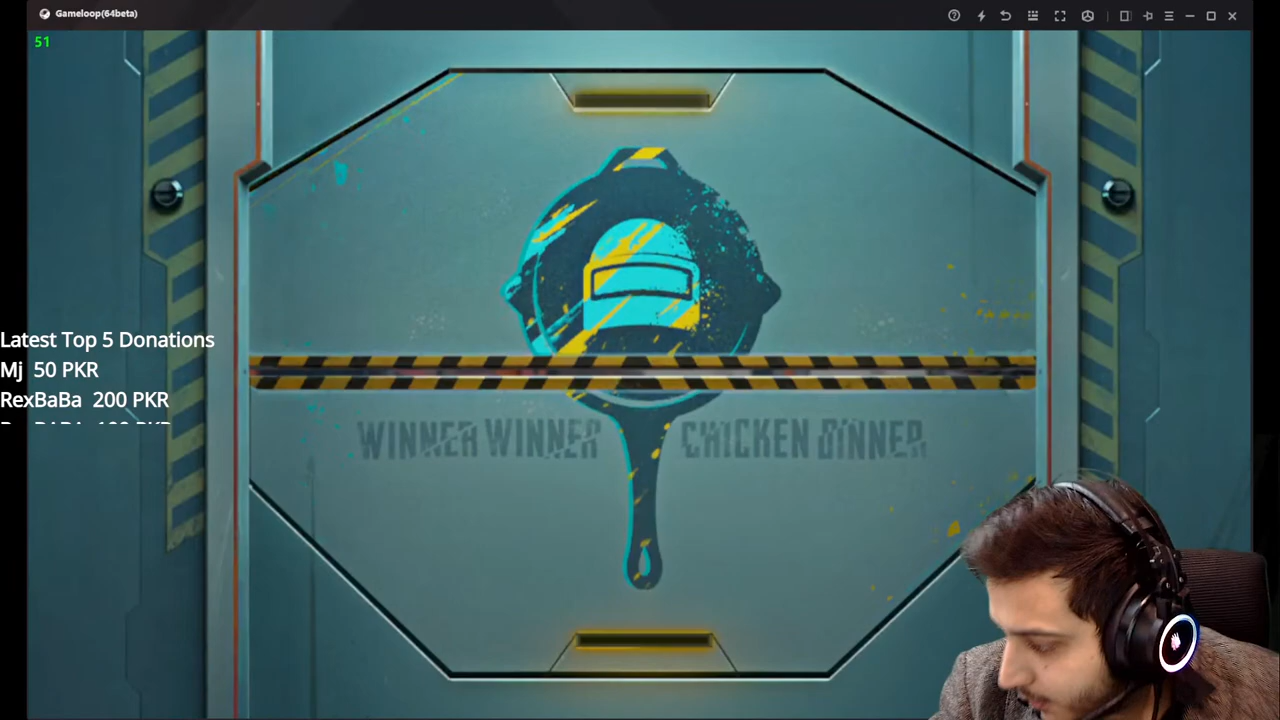 Gameloop(64beta)
51
Latest Top 5 Donations
Mj 50 PKR
RexBaBa 200 PKR
WINNER WINNER CHICKEN DINNER